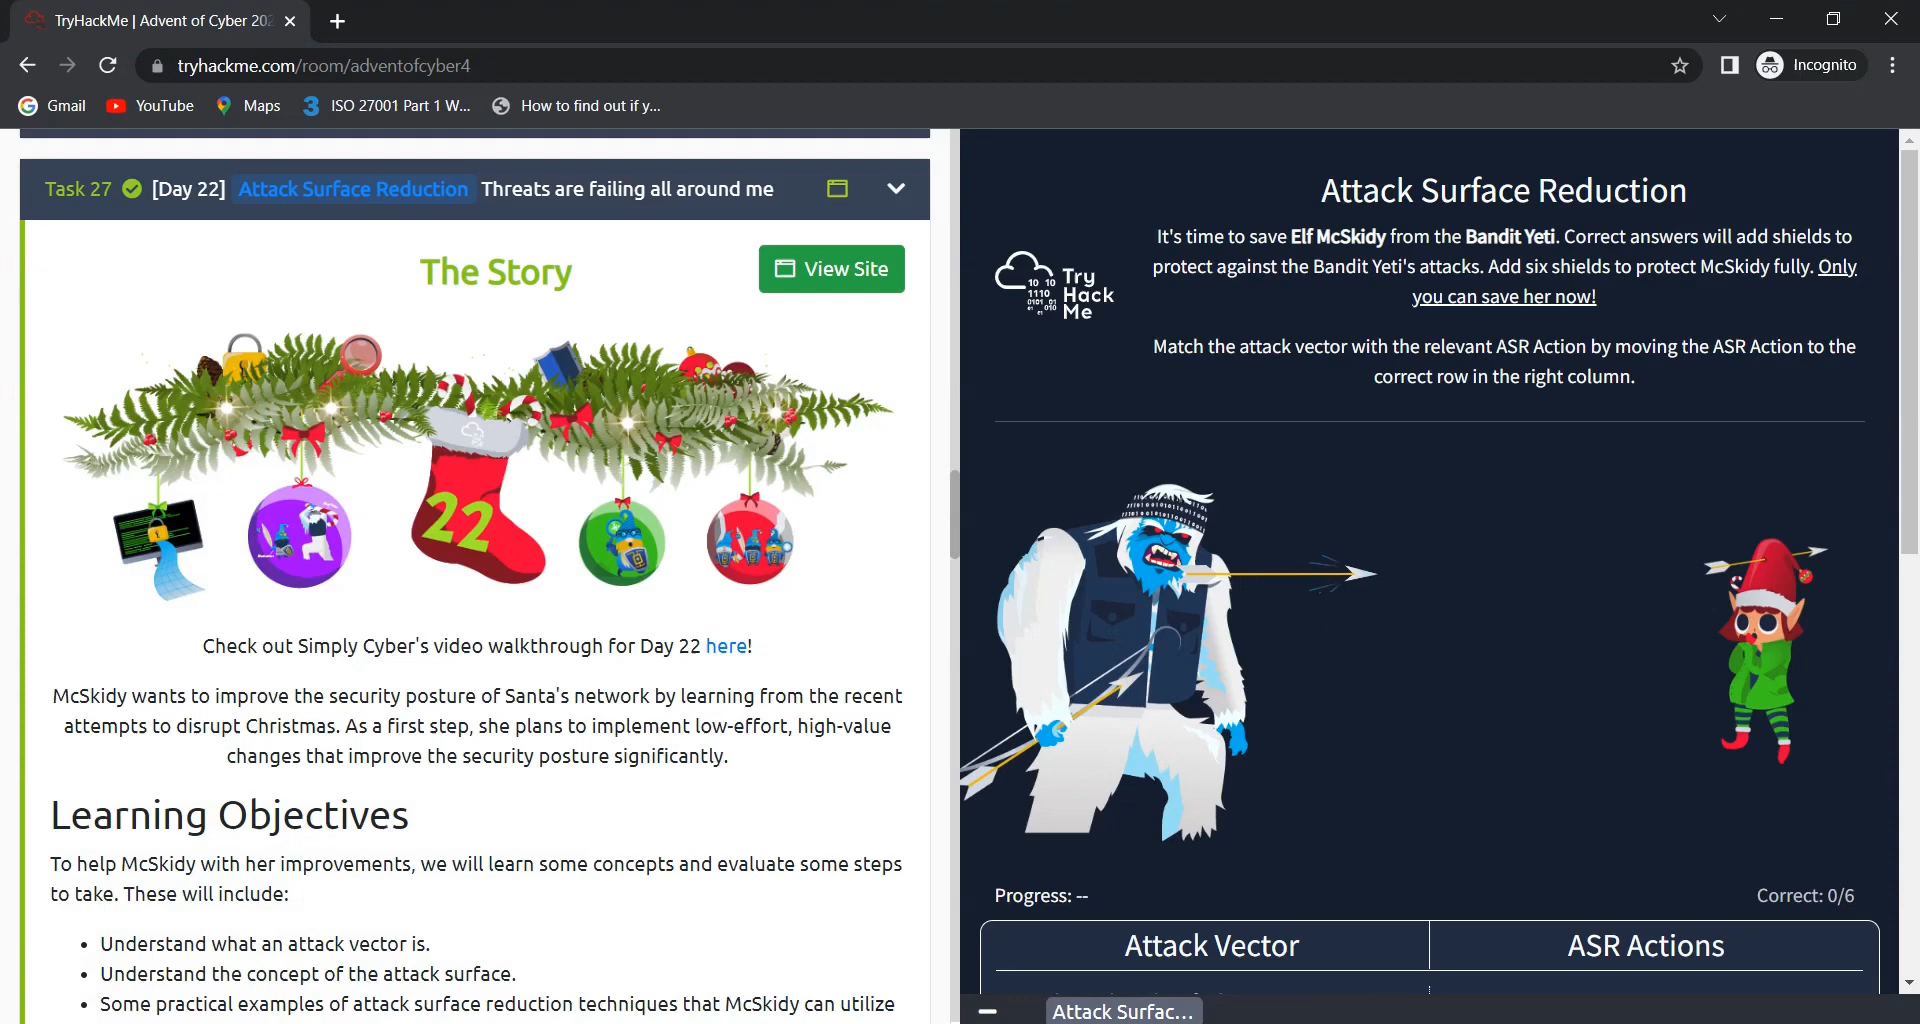 TryHackMe | Advent of Cyber 202
tryhackme.com/room/adventofcyber4
Incognito
Gmail
YouTube
Maps
ISO 27001 Part 1 W...
How to find out if y...
Task 27 [Day 22] Attack Surface Reduction Threats are failing all around me
The Story
View Site
22
Check out Simply Cyber's video walkthrough for Day 22 here!
McSkidy wants to improve the security posture of Santa's network by learning from the recent
attempts to disrupt Christmas. As a first step, she plans to implement low-effort, high-value
changes that improve the security posture significantly.
Learning Objectives
To help McSkidy with her improvements, we will learn some concepts and evaluate some steps
to take. These will include:
• Understand what an attack vector is.
• Understand the concept of the attack surface.
• Some practical examples of attack surface reduction techniques that McSkidy can utilize
Try
Hack
Me
10 10
1110
0101 01
01 010
01
Attack Surface Reduction
It's time to save Elf McSkidy from the Bandit Yeti. Correct answers will add shields to
protect against the Bandit Yeti's attacks. Add six shields to protect McSkidy fully. Only
you can save her now!
Match the attack vector with the relevant ASR Action by moving the ASR Action to the
correct row in the right column.
Progress: --
Correct: 0/6
Attack Vector
ASR Actions
Attack Surfac...